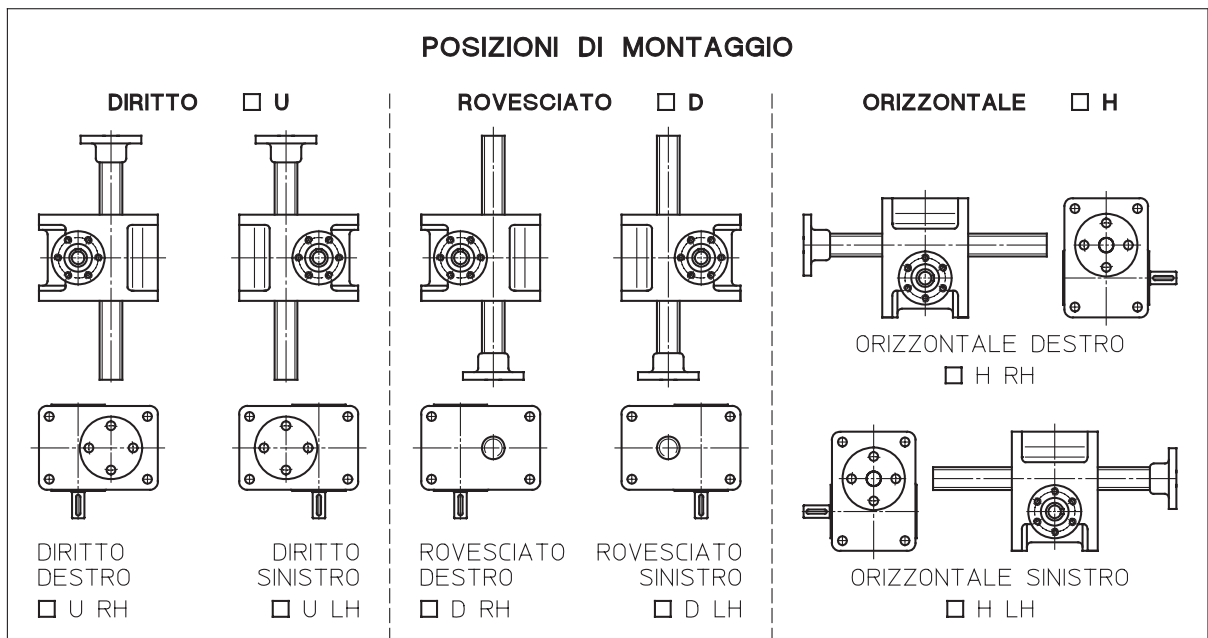 POSIZIONI DI MONTAGGIO
DIRITTO □ U
DIRITTO
DESTRO
□ U RH
DIRITTO
SINISTRO
□ U LH
ROVESCIATO □ D
ROVESCIATO
DESTRO
□ D RH
ROVESCIATO
SINISTRO
□ D LH
ORIZZONTALE □ H
ORIZZONTALE DESTRO
□ H RH
ORIZZONTALE SINISTRO
□ H LH